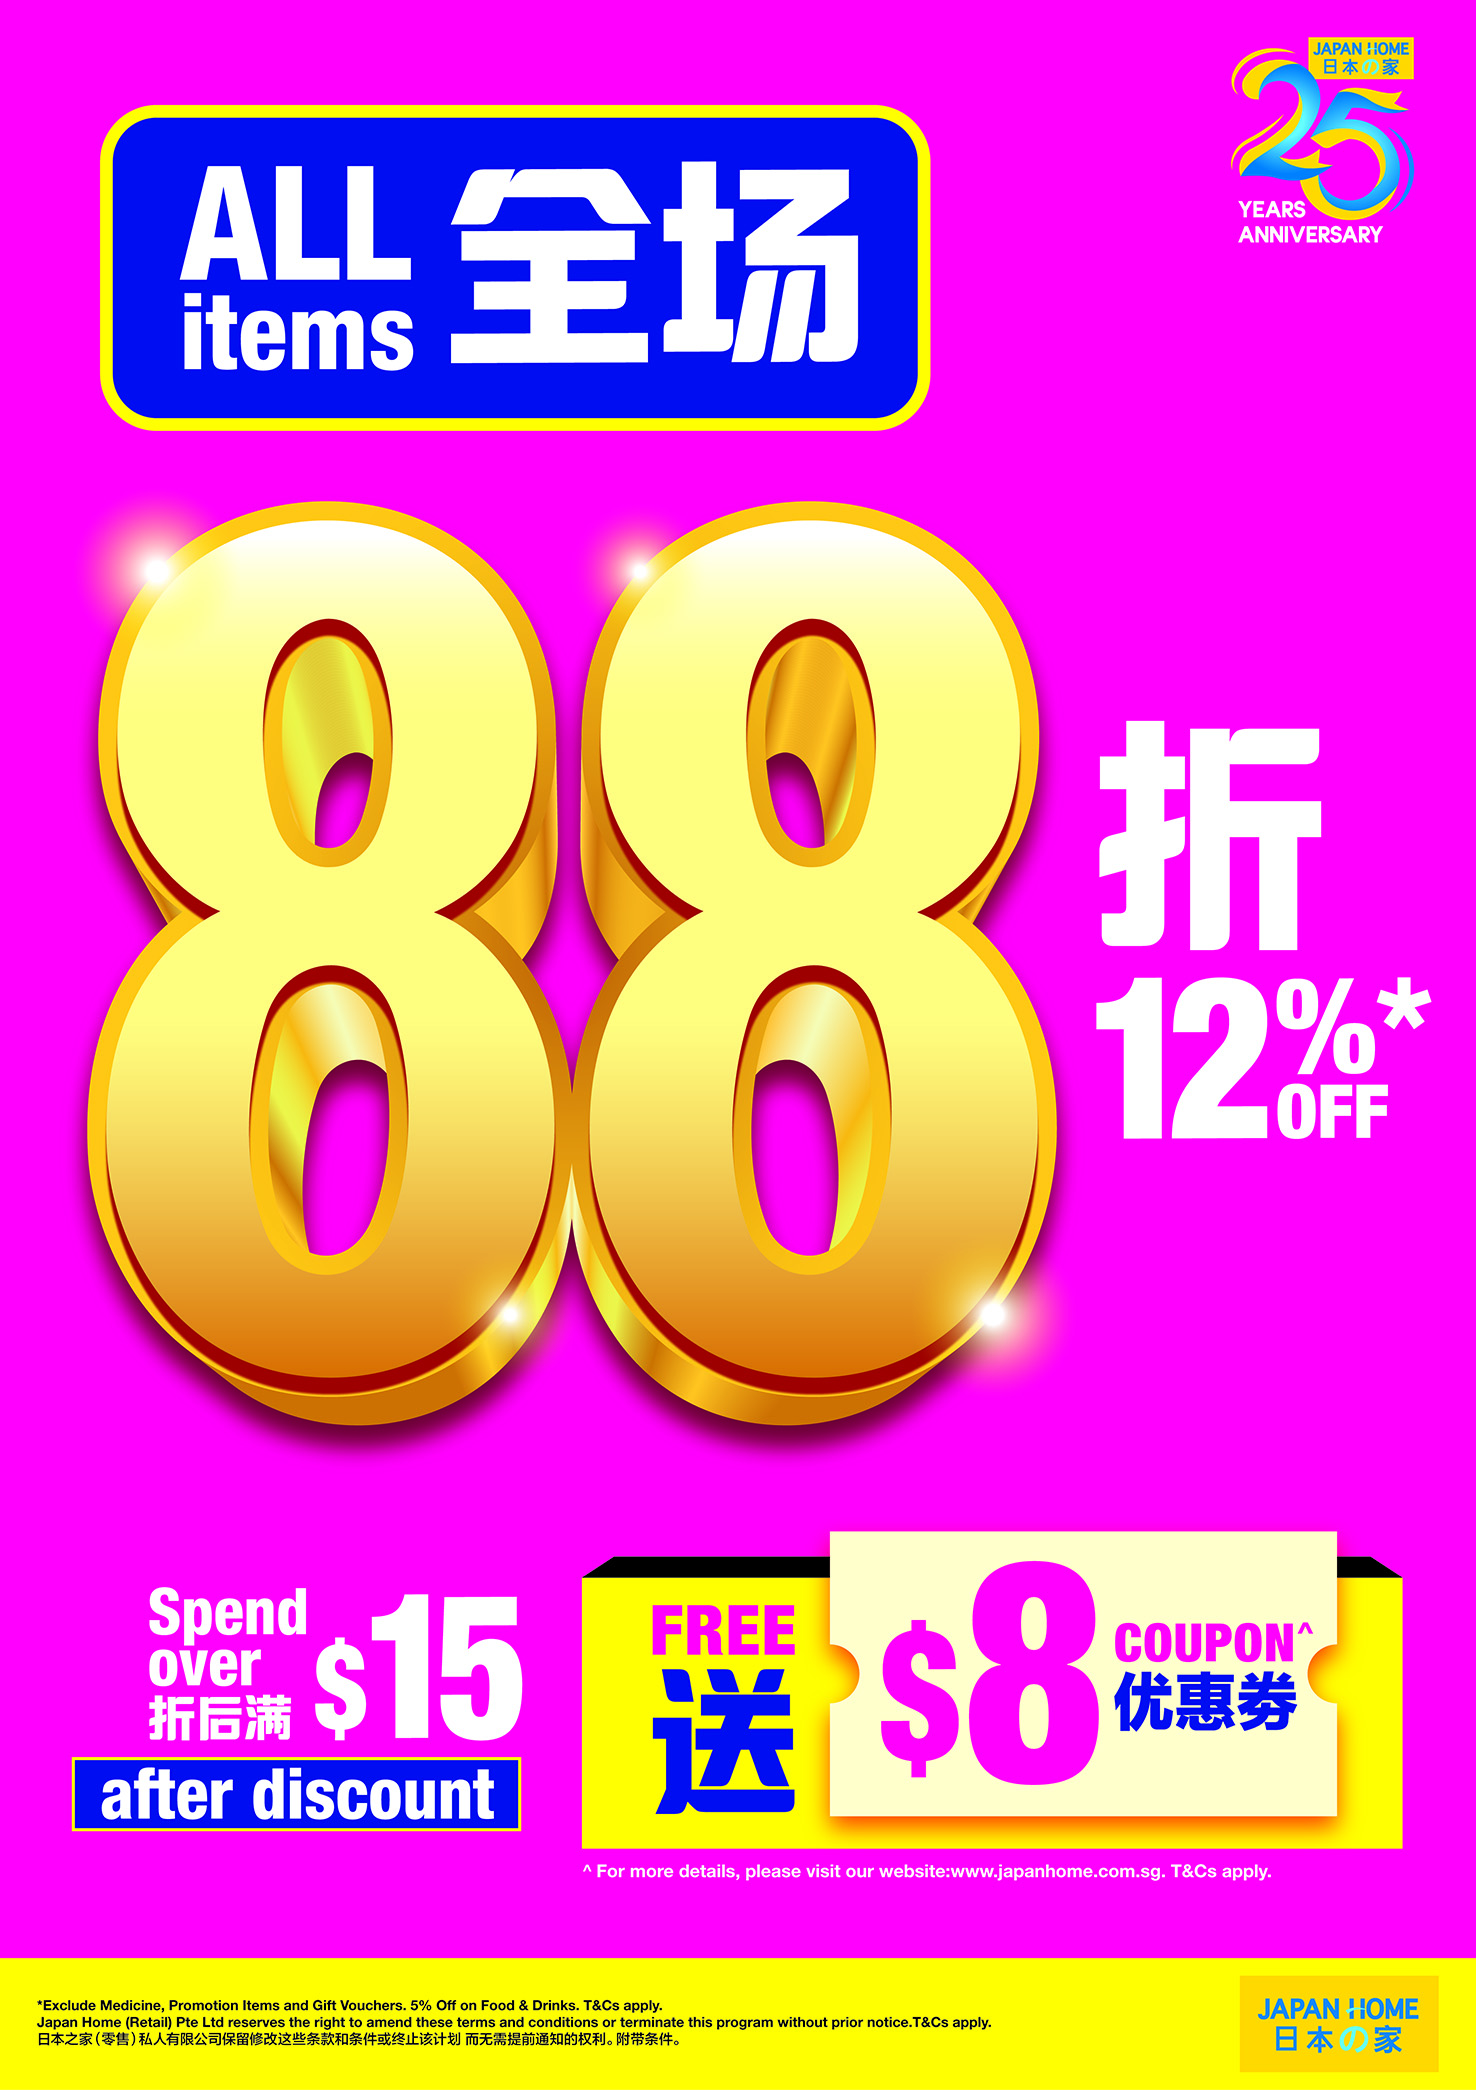 JAPAN HOME
日本の家
25
YEARS
ANNIVERSARY
ALL
items
全场
88
折
12%*
OFF
Spend
over
折后满
$15
after discount
FREE
送
$8
COUPON^
优惠券
^ For more details, please visit our website:www.japanhome.com.sg. T&Cs apply.
*Exclude Medicine, Promotion Items and Gift Vouchers. 5% Off on Food & Drinks. T&Cs apply.
Japan Home (Retail) Pte Ltd reserves the right to amend these terms and conditions or terminate this program without prior notice.T&Cs apply.
日本之家（零售）私人有限公司保留修改这些条款和条件或终止该计划 而无需提前通知的权利。附带条件。
JAPAN HOME
日本の家